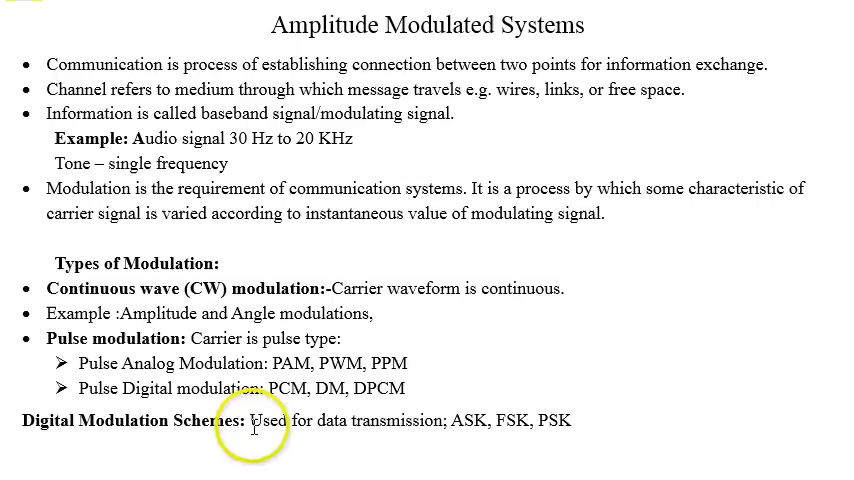 Amplitude Modulated Systems
• Communication is process of establishing connection between two points for information exchange.
• Channel refers to medium through which message travels e.g. wires, links, or free space.
• Information is called baseband signal/modulating signal.
Example: Audio signal 30 Hz to 20 KHz
Tone – single frequency
• Modulation is the requirement of communication systems. It is a process by which some characteristic of
carrier signal is varied according to instantaneous value of modulating signal.
Types of Modulation:
• Continuous wave (CW) modulation:-Carrier waveform is continuous.
• Example :Amplitude and Angle modulations,
• Pulse modulation: Carrier is pulse type:
➢ Pulse Analog Modulation: PAM, PWM, PPM
➢ Pulse Digital modulation: PCM, DM, DPCM
Digital Modulation Schemes: Used for data transmission; ASK, FSK, PSK